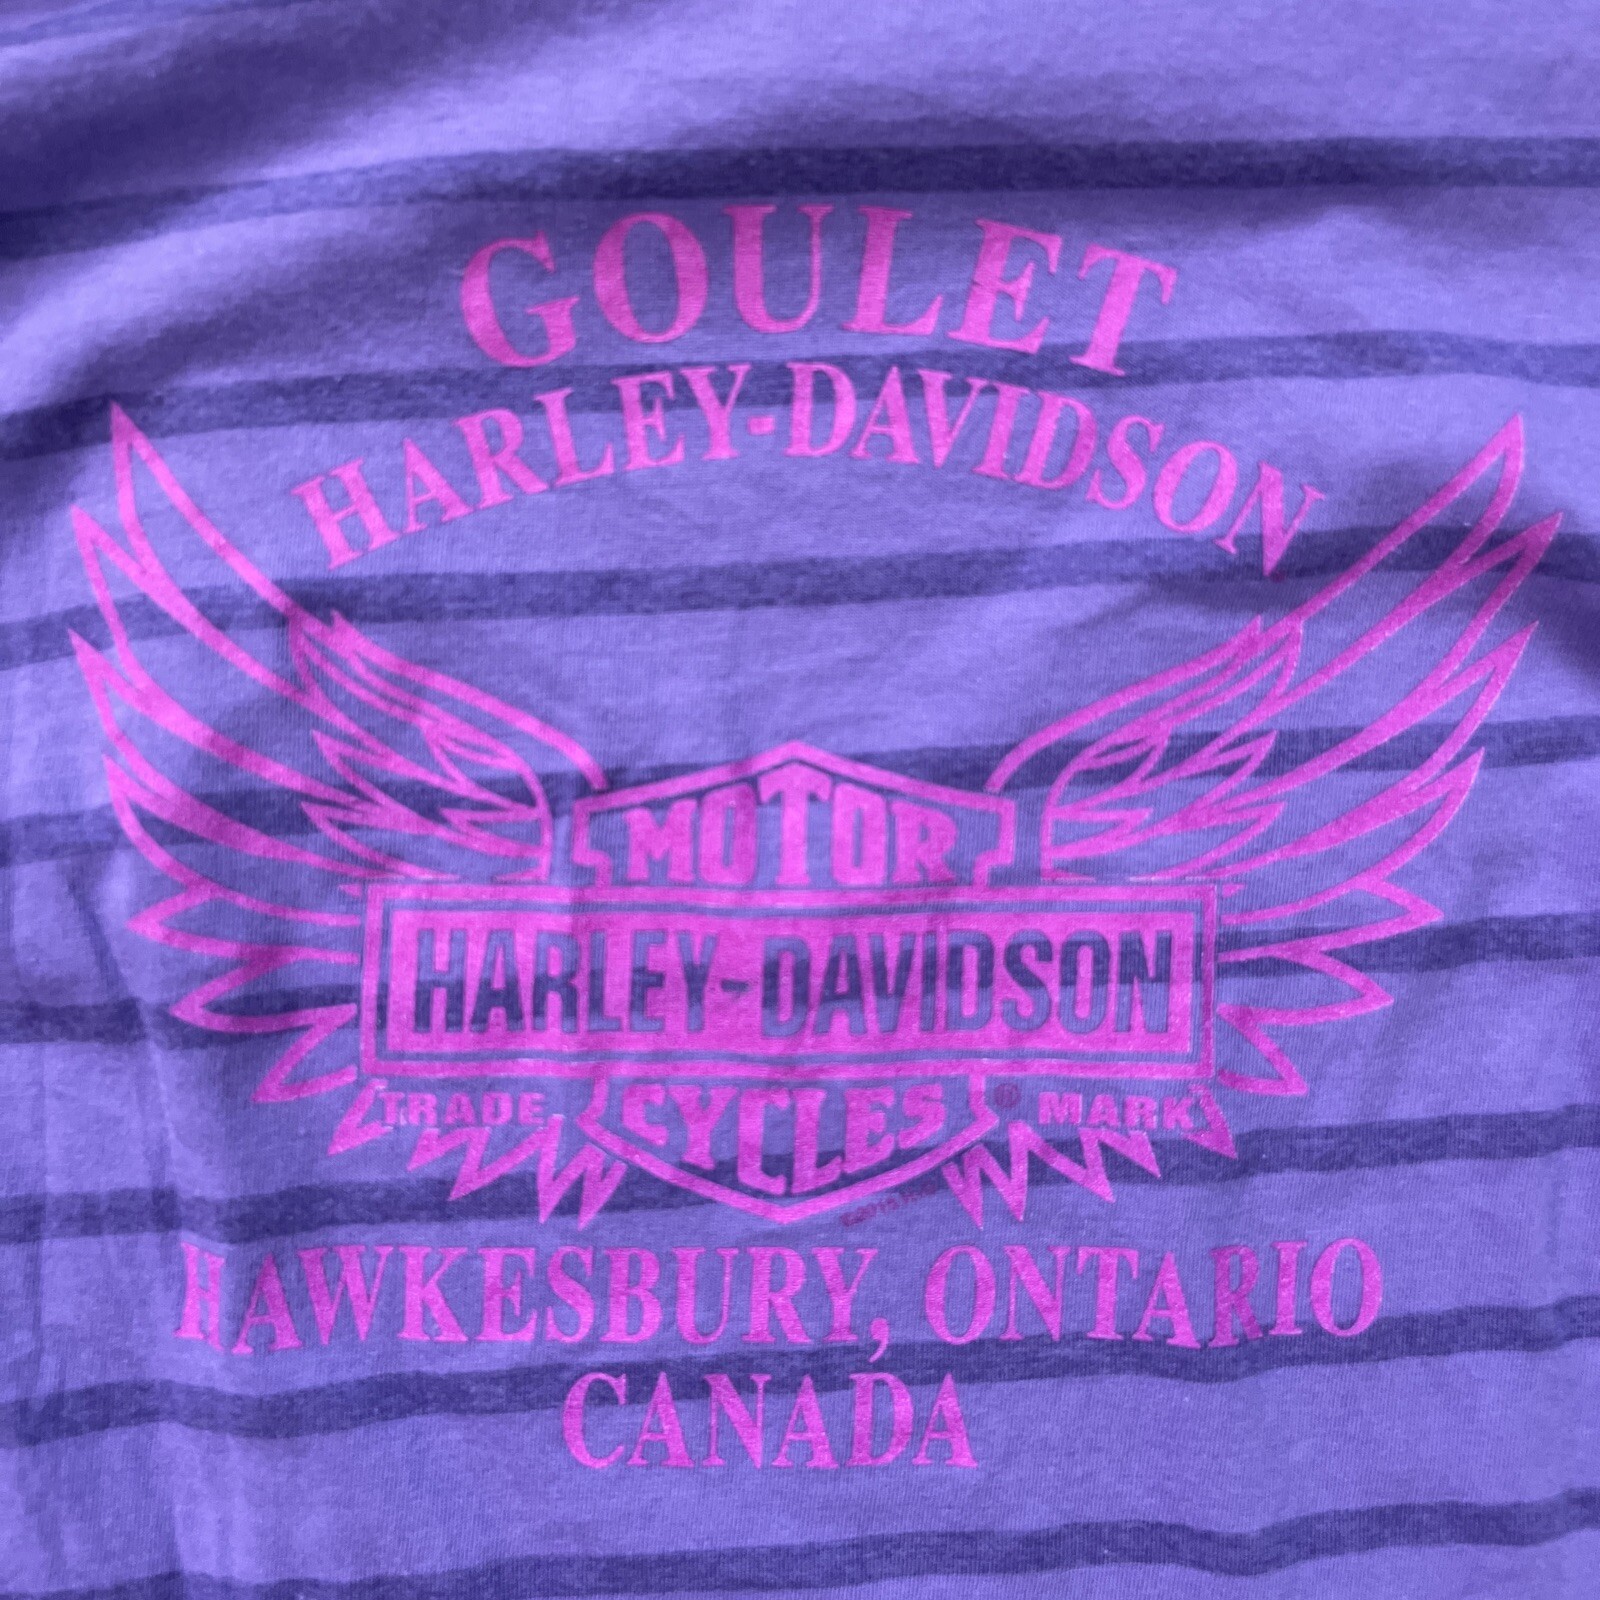 GOULET
HARLEY-DAVIDSON
MOTOR
HARLEY-DAVIDSON
TRADE CYCLES ® MARK
HAWKESBURY, ONTARIO
CANADA